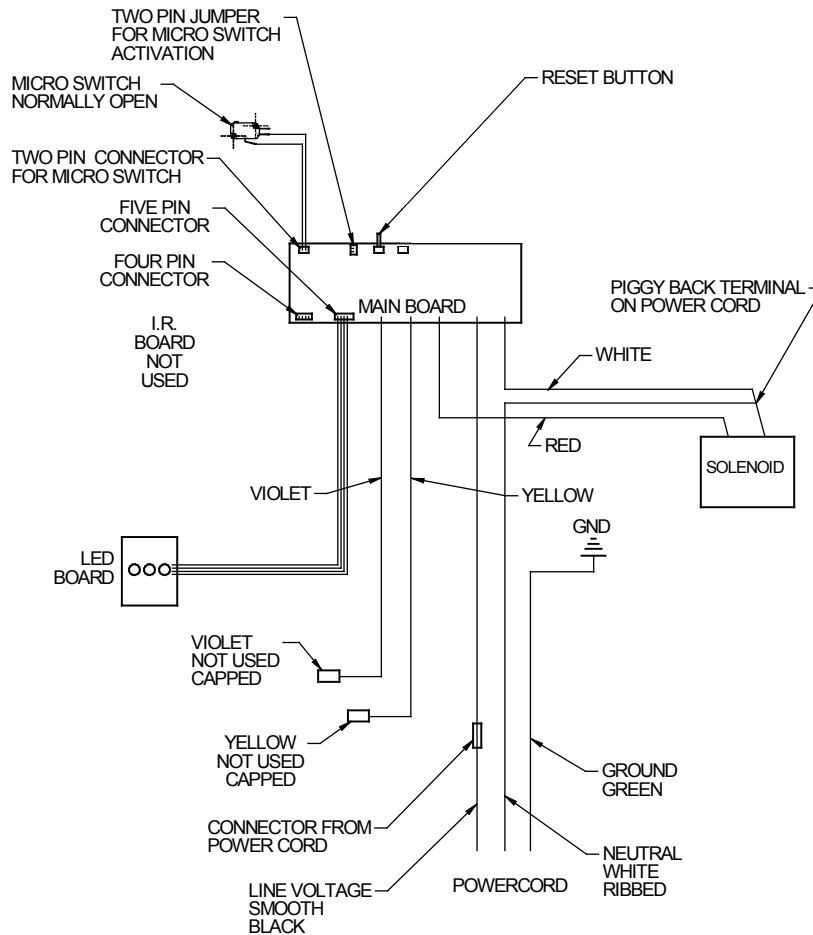 TWO PIN JUMPER
FOR MICRO SWITCH
ACTIVATION
MICRO SWITCH
NORMALLY OPEN
RESET BUTTON
TWO PIN CONNECTOR
FOR MICRO SWITCH
FIVE PIN
CONNECTOR
FOUR PIN
CONNECTOR
MAIN BOARD
PIGGY BACK TERMINAL
ON POWER CORD
I.R.
BOARD
NOT
USED
WHITE
RED
SOLENOID
VIOLET
YELLOW
GND
LED
BOARD
VIOLET
NOT USED
CAPPED
YELLOW
NOT USED
CAPPED
GROUND
GREEN
CONNECTOR FROM
POWER CORD
NEUTRAL
WHITE
RIBBED
LINE VOLTAGE
SMOOTH
BLACK
POWERCORD